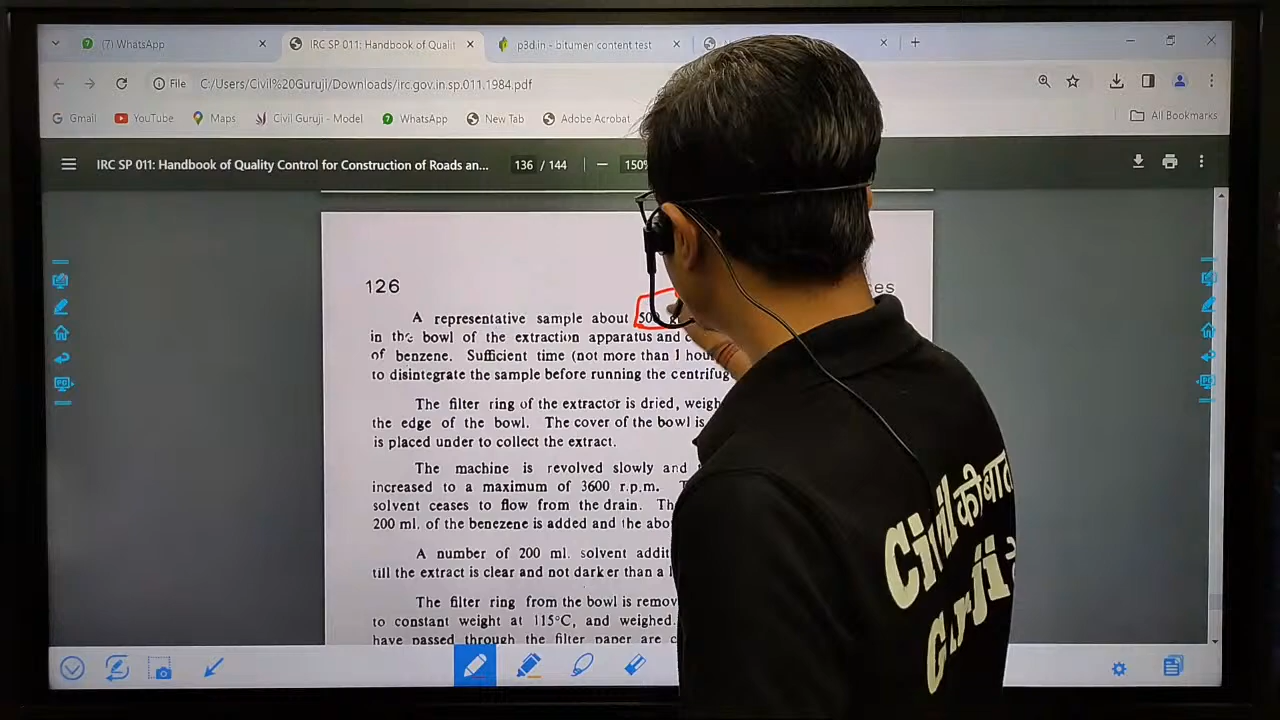 (7) WhatsApp
IRC SP 011: Handbook of Qualit
p3d.in - bitumen content test
File
C:/Users/Civil%20Guruji/Downloads/irc.gov.in.sp.011.1984.pdf
Gmail
YouTube
Maps
Civil Guruji - Model
WhatsApp
New Tab
Adobe Acrobat
All Bookmarks
IRC SP 011: Handbook of Quality Control for Construction of Roads an...
136 / 144
150%
126
A representative sample about 500
in the bowl of the extraction apparatus and
of benzene. Sufficient time (not more than 1 hou
to disintegrate the sample before running the centrifug
The filter ring of the extractor is dried, weigh
the edge of the bowl. The cover of the bowl is
is placed under to collect the extract.
The machine is revolved slowly and
increased to a maximum of 3600 r.p.m.
solvent ceases to flow from the drain.
200 ml. of the benezene is added and the abo
A number of 200 ml. solvent addit
till the extract is clear and not darker than a
The filter ring from the bowl is remov
to constant weight at 115°C, and weighed.
have passed through the filter paper are
Civil की बात
Guruji